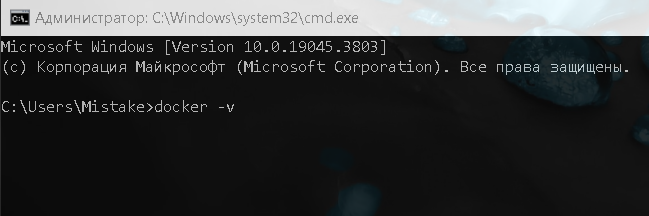 Администратор: C:\Windows\system32\cmd.exe
Microsoft Windows [Version 10.0.19045.3803]
(c) Корпорация Майкрософт (Microsoft Corporation). Все права защищены.
C:\Users\Mistake>docker -v